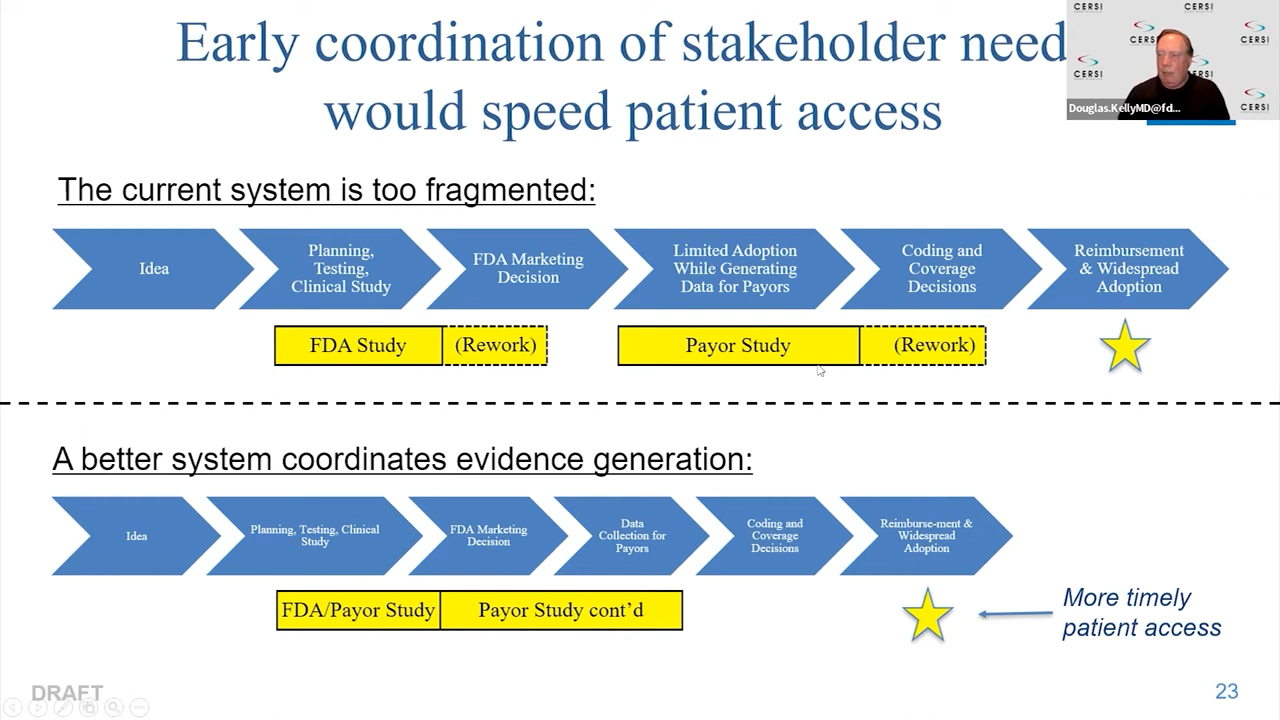 Early coordination of stakeholder need
would speed patient access
CERSI
CERSI
CERSI
CERSI
CERSI
CERSI
CERSI
Douglas.KellyMD@fd...
The current system is too fragmented:
Idea
Planning,
Testing,
Clinical Study
FDA Marketing
Decision
Limited Adoption
While Generating
Data for Payors
Coding and
Coverage
Decisions
Reimbursement
& Widespread
Adoption
FDA Study
(Rework)
Payor Study
(Rework)
A better system coordinates evidence generation:
Idea
Planning, Testing, Clinical
Study
FDA Marketing
Decision
Data
Collection for
Payors
Coding and
Coverage
Decisions
Reimburse-ment &
Widespread
Adoption
FDA/Payor Study
Payor Study cont’d
More timely
patient access
DRAFT
23